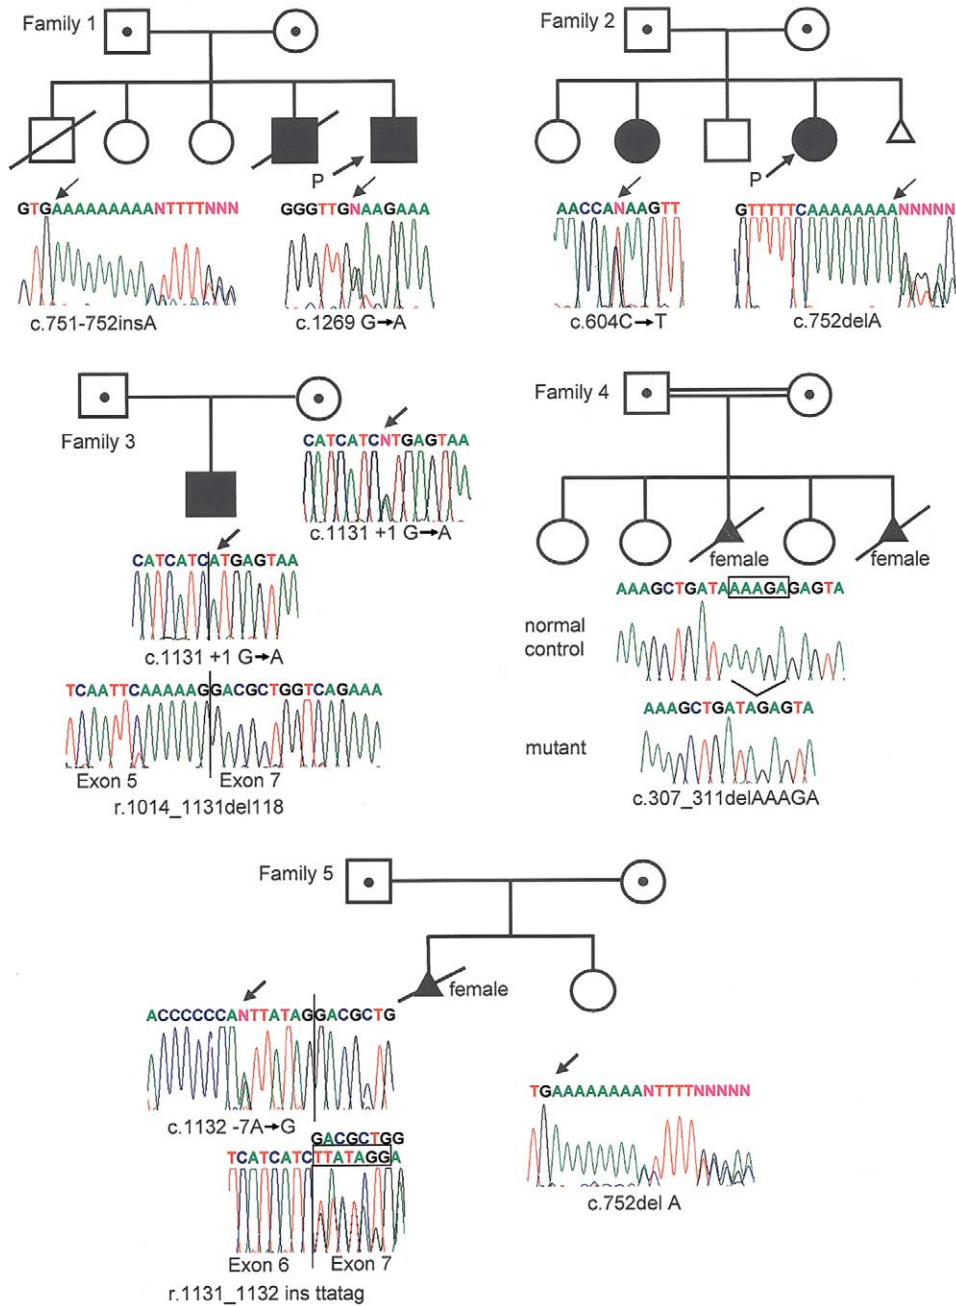 Family 1
P
GTGAAAAAAAAANTTTTNNN
c.751-752insA
GGGTTGNAAGAAA
c.1269 G→A
Family 2
P
AACCANAAGTT
c.604C→T
GTTTTTCAAAAAAAANNNNN
c.752delA
Family 3
CATCATCNTGAGTAA
c.1131 +1 G→A
CATCATCATGAGTAA
c.1131 +1 G→A
TCAATTCAAAAAGGACGCTGGTCAGAAA
Exon 5 Exon 7
r.1014_1131del118
Family 4
female female
AAAGCTGATAAAAGAGAGTA
normal
control
AAAGCTGATAGAGTA
mutant
c.307_311delAAAGA
Family 5
female
ACCCCCCANTTATAGGACGCTG
c.1132 -7A→G
GACGCTGG
TCATCATCTTATAGGA
Exon 6 Exon 7
r.1131_1132 ins ttatag
TGAAAAAAAANTTTTNNNNN
c.752del A